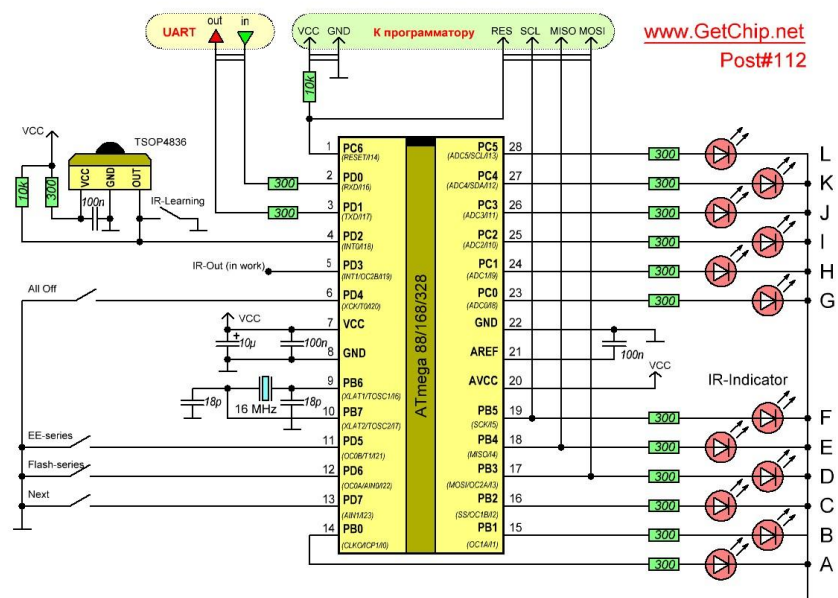 UART
out
in
К программатору
VCC
GND
RES
SCL
MISO
MOSI
www.GetChip.net
Post#112
10k
VCC
TSOP4836
VCC
GND
OUT
10k
300
100n
IR-Learning
300
300
IR-Out (in work)
All Off
VCC
10µ
100n
18p
16 MHz
18p
EE-series
Flash-series
Next
ATmega 88/168/328
1 PC6
(RESET/I14)
2 PD0
(RXD/I16)
3 PD1
(TXD/I17)
4 PD2
(INT0/I18)
5 PD3
(INT1/OC2B/I19)
6 PD4
(XCK/T0/I20)
7 VCC
8 GND
9 PB6
(XLAT1/TOSC1/I6)
10 PB7
(XLAT2/TOSC2/I7)
11 PD5
(OC0B/T1/I21)
12 PD6
(OC0A/AIN0/I22)
13 PD7
(AIN1/I23)
14 PB0
(CLKO/ICP1/I0)
PC5 28
(ADC5/SCL/I13)
PC4 27
(ADC4/SDA/I12)
PC3 26
(ADC3/I11)
PC2 25
(ADC2/I10)
PC1 24
(ADC1/I9)
PC0 23
(ADC0/I8)
GND 22
AREF 21
AVCC 20
PB5 19
(SCK/I5)
PB4 18
(MISO/I4)
PB3 17
(MOSI/OC2A/I3)
PB2 16
(SS/OC1B/I2)
PB1 15
(OC1A/I1)
300 L
300 K
300 J
300 I
300 H
300 G
100n
VCC
IR-Indicator
300 F
300 E
300 D
300 C
300 B
300 A